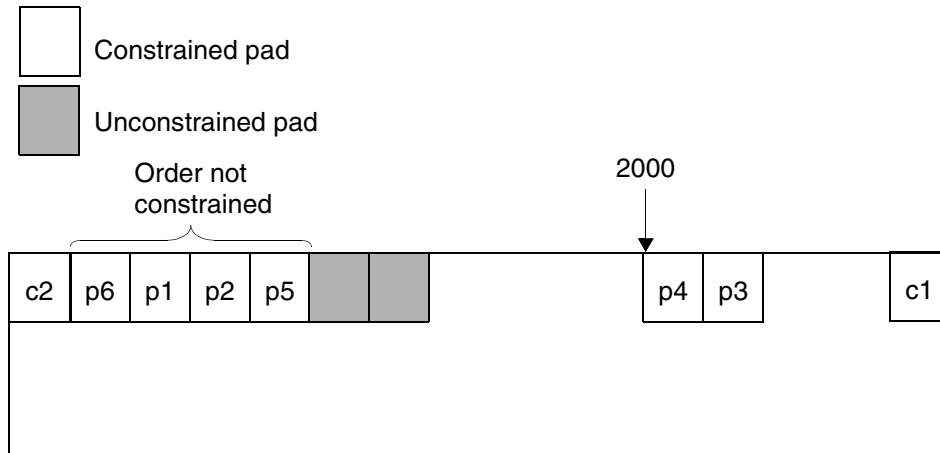 Constrained pad
Unconstrained pad
Order not
constrained
2000
c2 p6 p1 p2 p5 p4 p3 c1